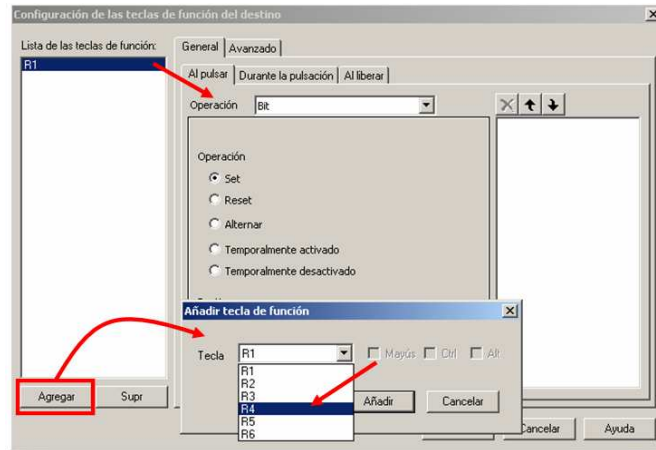 Configuración de las teclas de función del destino
Lista de las teclas de función:
R1
General
Avanzado
Al pulsar
Durante la pulsación
Al liberar
Operación
Bit
Operación
Set
Reset
Alternar
Temporalmente activado
Temporalmente desactivado
Añadir tecla de función
Tecla
R1
Mayús
Ctrl
Alt
R1
R2
R3
R4
R5
R6
Añadir
Cancelar
Agregar
Supr
Cancelar
Ayuda